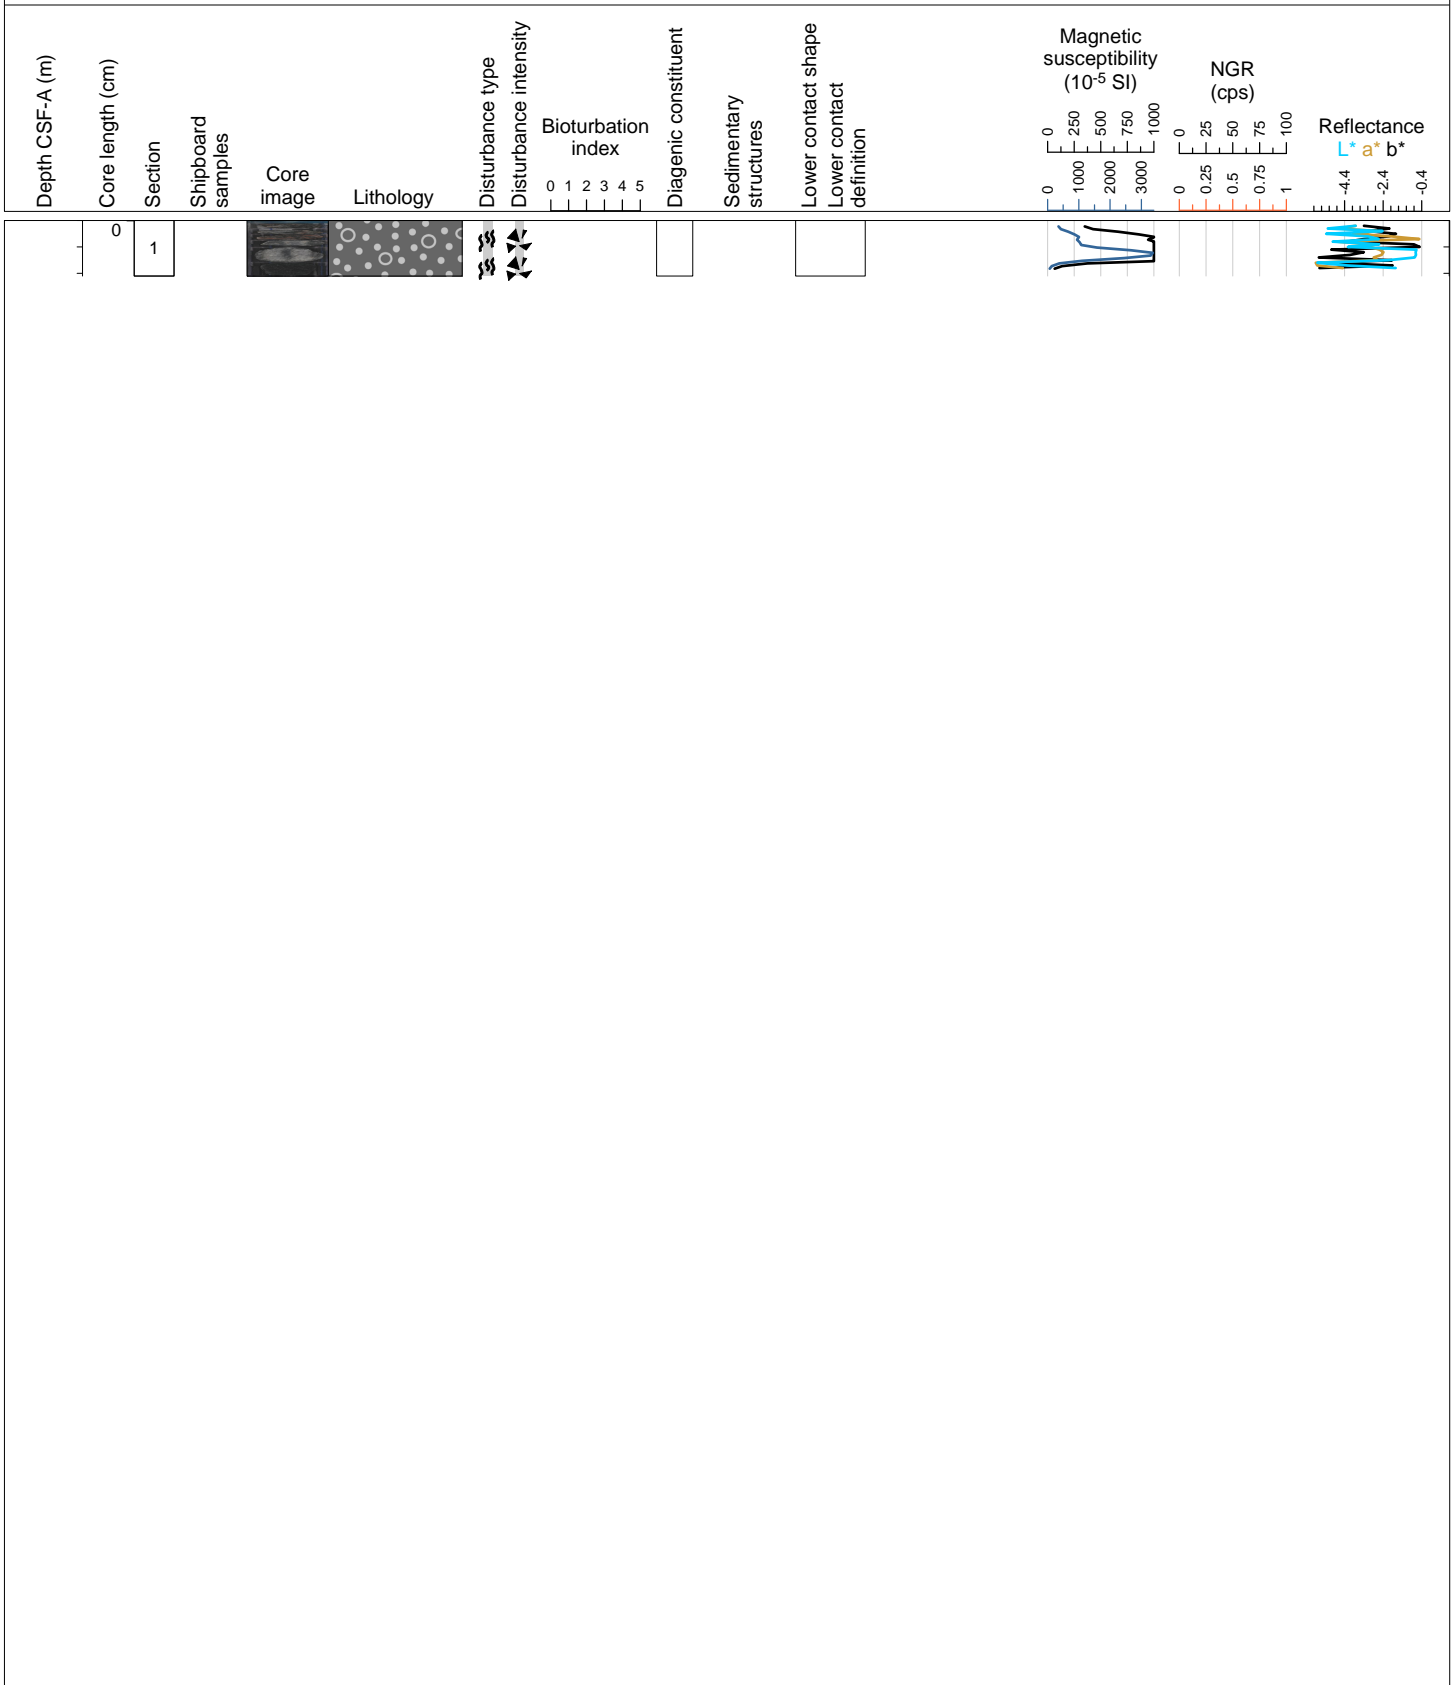 Depth CSF-A (m)
Core length (cm)
Section
Shipboard
samples
Core
image
Lithology
Disturbance type
Disturbance intensity
Bioturbation
index
0 1 2 3 4 5
Diagenic constituent
Sedimentary
structures
Lower contact shape
Lower contact
definition
Magnetic
susceptibility
(10-5 SI)
0 250 500 750 1000
0 1000 2000 3000
NGR
(cps)
0 25 50 75 100
0 0.25 0.5 0.75 1
Reflectance
L* a* b*
-4.4 -2.4 -0.4
0
1